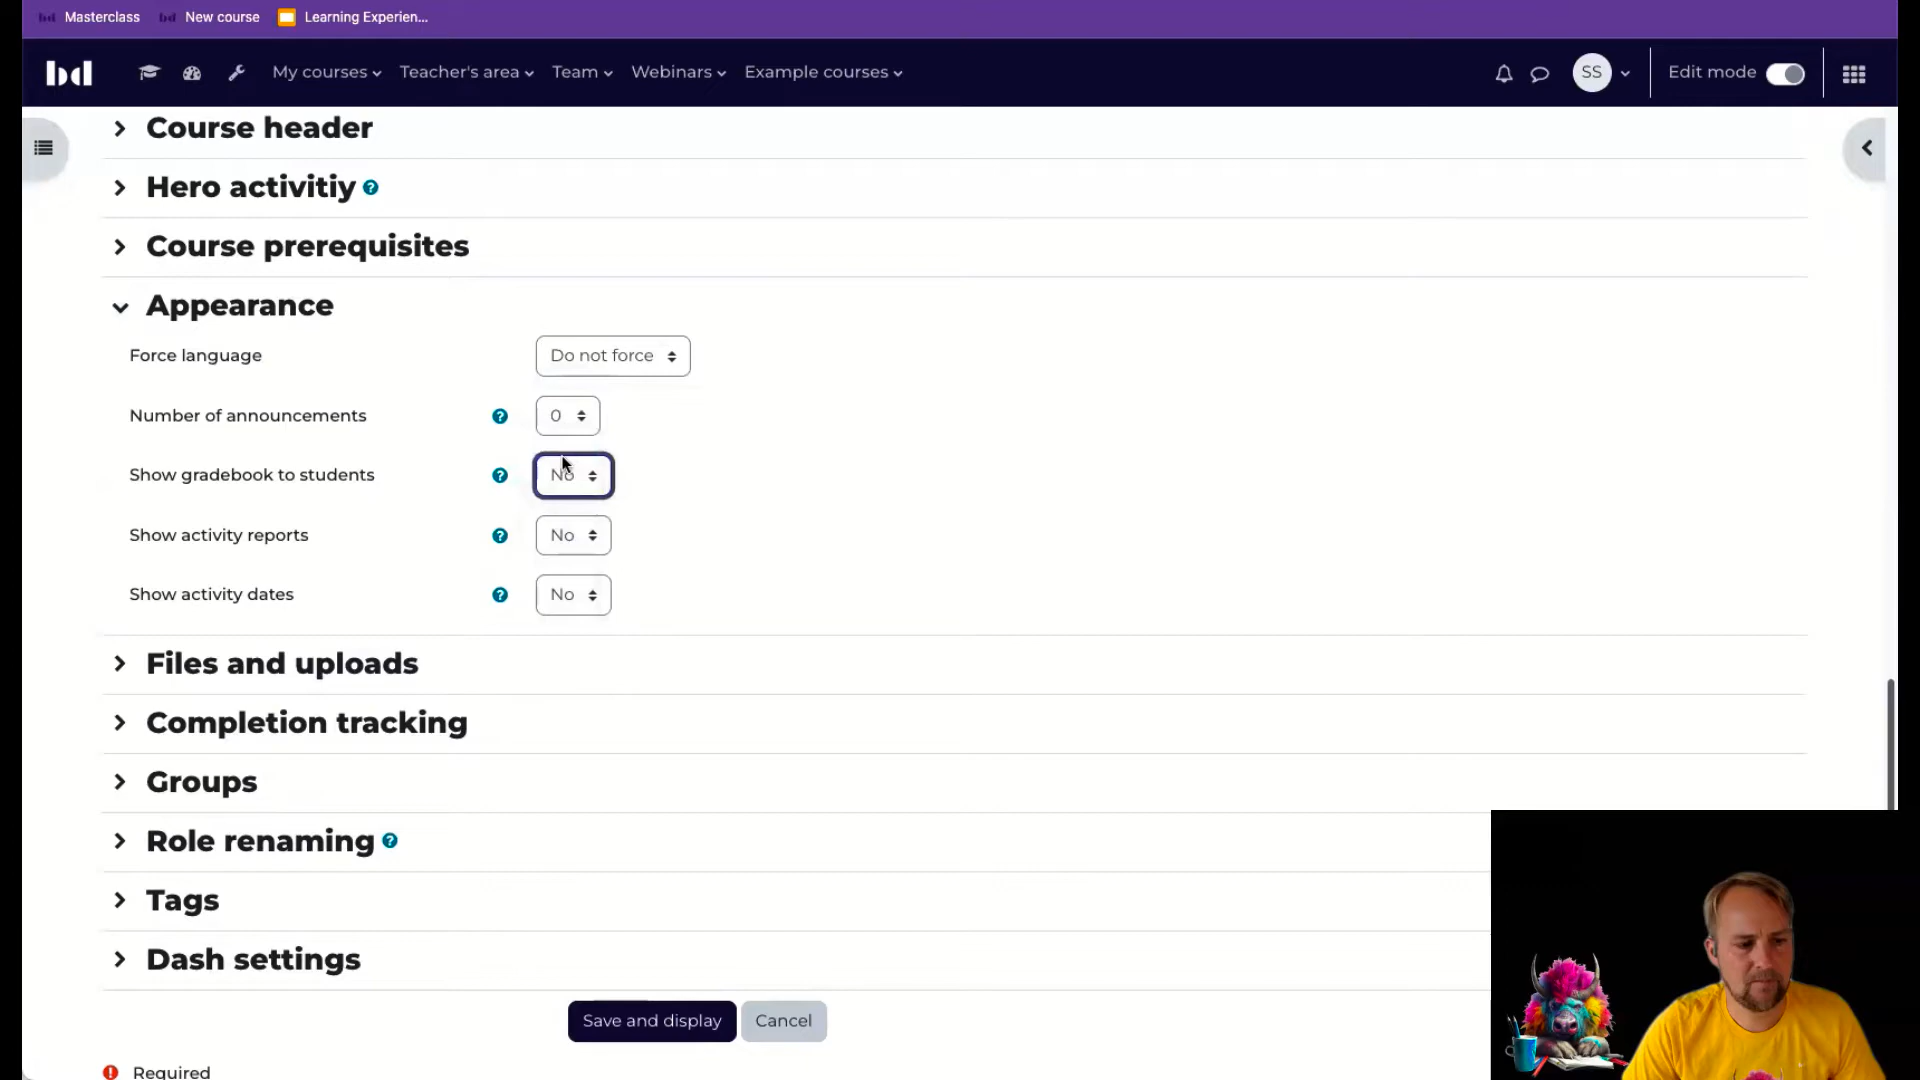 Masterclass New course Learning Experien...
bd My courses Teacher's area Team Webinars Example courses SS Edit mode
Course header
Hero activitiy ?
Course prerequisites
Appearance
Force language Do not force
Number of announcements ? 0
Show gradebook to students ? No
Show activity reports ? No
Show activity dates ? No
Files and uploads
Completion tracking
Groups
Role renaming ?
Tags
Dash settings
Save and display Cancel
! Required